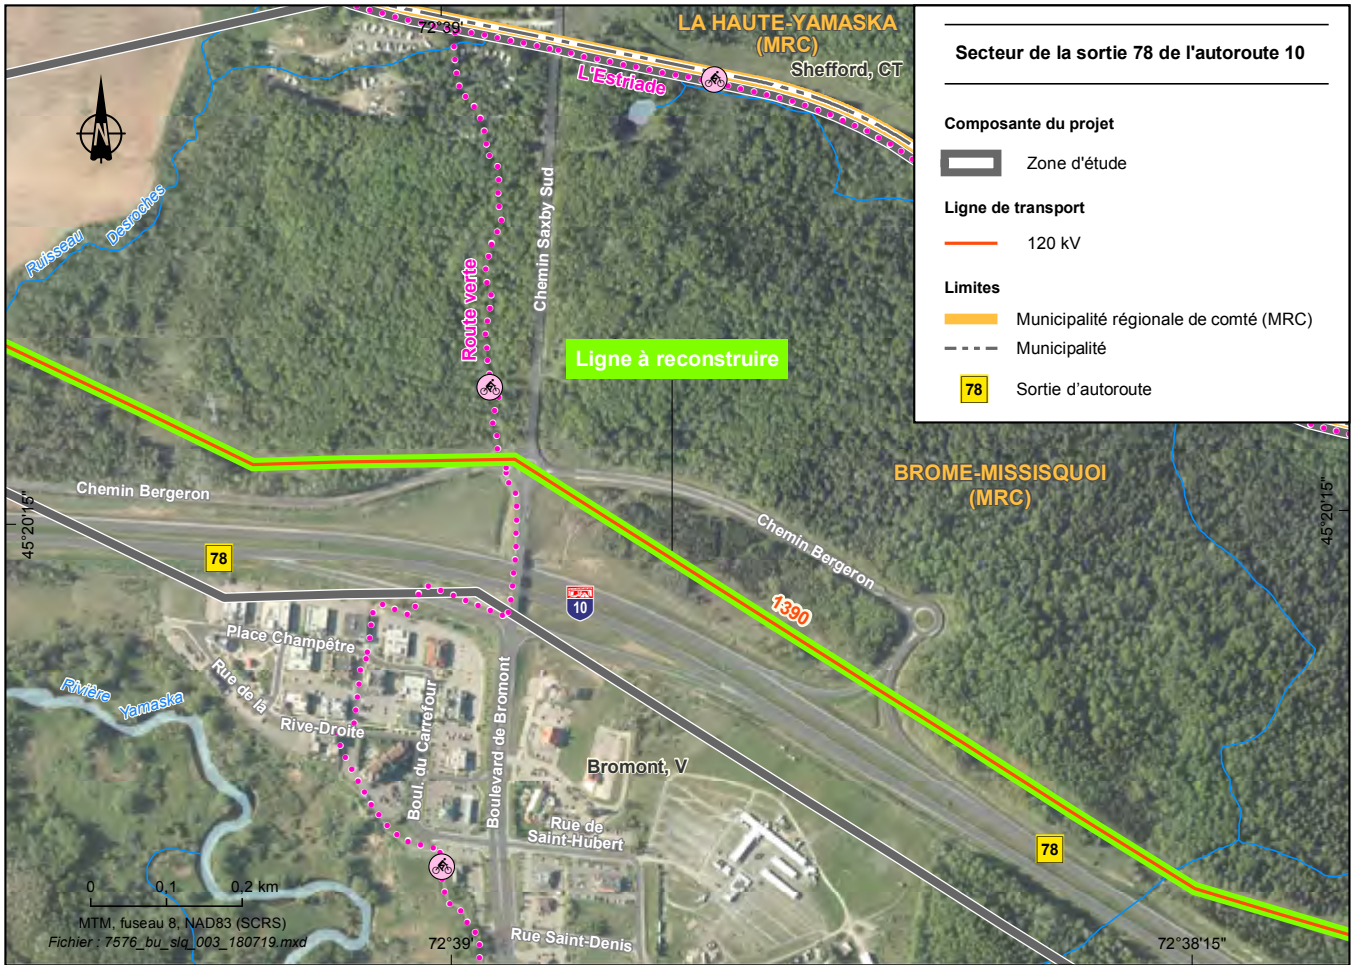 72°39'
LA HAUTE-YAMASKA
(MRC)
Shefford, CT
L'Estriade
N
Ruisseau Desroches
Chemin Saxby Sud
Route verte
Ligne à reconstruire
Secteur de la sortie 78 de l'autoroute 10
Composante du projet
Zone d'étude
Ligne de transport
120 kV
Limites
Municipalité régionale de comté (MRC)
Municipalité
78
Sortie d'autoroute
BROME-MISSISQUOI
(MRC)
Chemin Bergeron
45°20'15"
45°20'15"
Chemin Bergeron
78
10
1390
Place Champêtre
Rue de la
Rive-Droite
Rivière Yamaska
Boul. du Carrefour
Boulevard de Bromont
Bromont, V
Rue de
Saint-Hubert
78
0 0,1 0,2 km
MTM, fuseau 8, NAD83 (SCRS)
Fichier : 7576_bu_slq_003_180719.mxd
72°39'
Rue Saint-Denis
72°38'15"